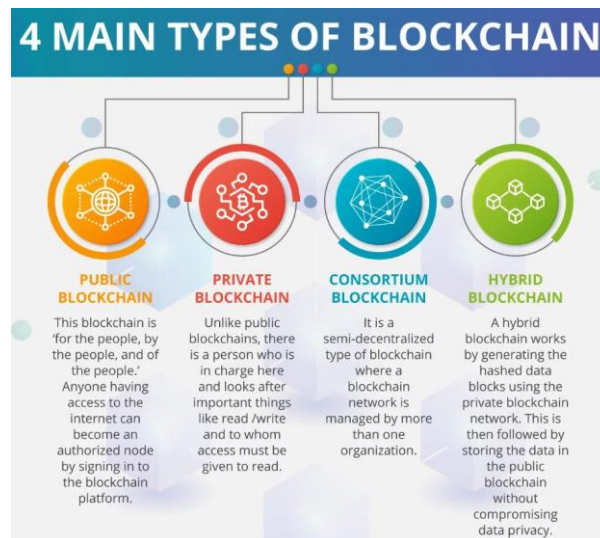 4 MAIN TYPES OF BLOCKCHAIN
PUBLIC
BLOCKCHAIN
This blockchain is
'for the people, by
the people, and of
the people.'
Anyone having
access to the
internet can
become an
authorized node
by signing in to
the blockchain
platform.
PRIVATE
BLOCKCHAIN
Unlike public
blockchains, there
is a person who is
in charge here
and looks after
important things
like read /write
and to whom
access must be
given to read.
CONSORTIUM
BLOCKCHAIN
It is a
semi-decentralized
type of blockchain
where a
blockchain
network is
managed by more
than one
organization.
HYBRID
BLOCKCHAIN
A hybrid
blockchain works
by generating the
hashed data
blocks using the
private blockchain
network. This is
then followed by
storing the data in
the public
blockchain
without
compromising
data privacy.